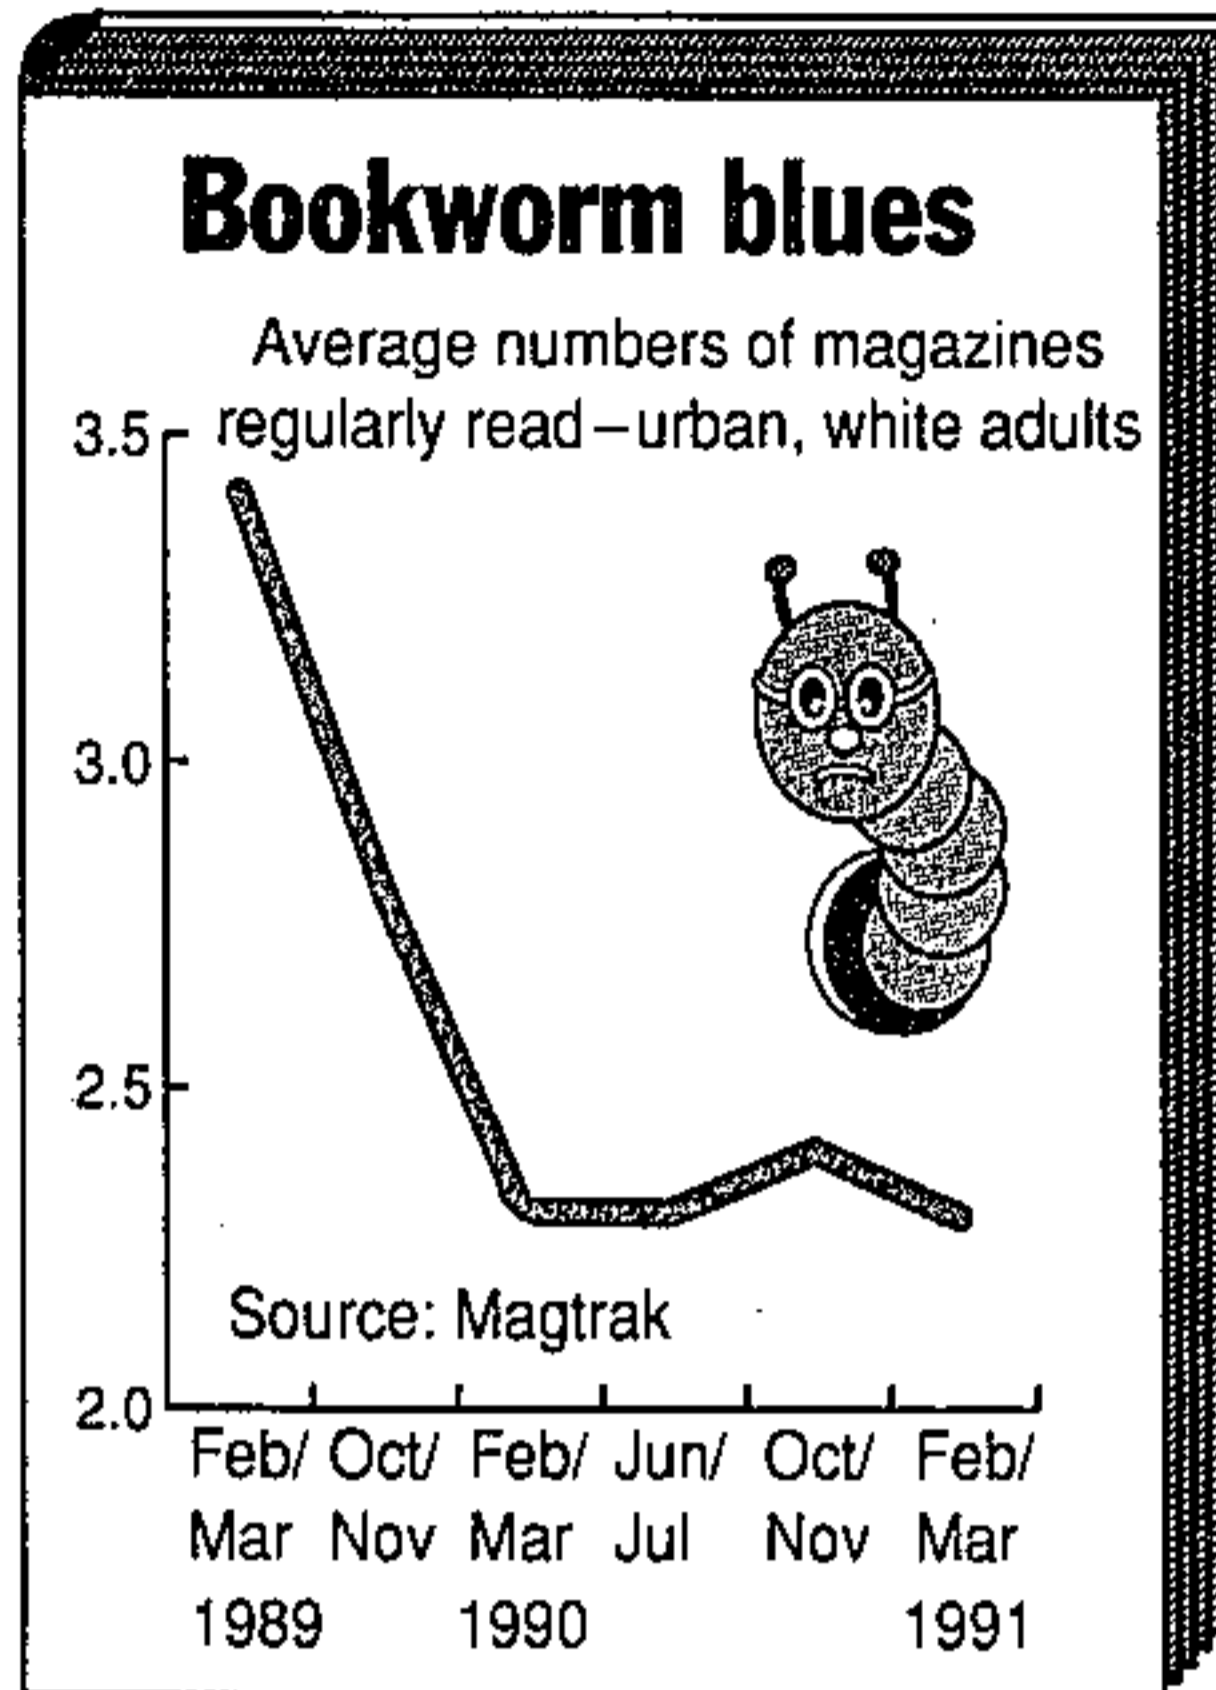 Bookworm blues
Average numbers of magazines
regularly read–urban, white adults
3.5
3.0
2.5
2.0
Source: Magtrak
Feb/ Oct/ Feb/ Jun/ Oct/ Feb/
Mar Nov Mar Jul Nov Mar
1989 1990 1991